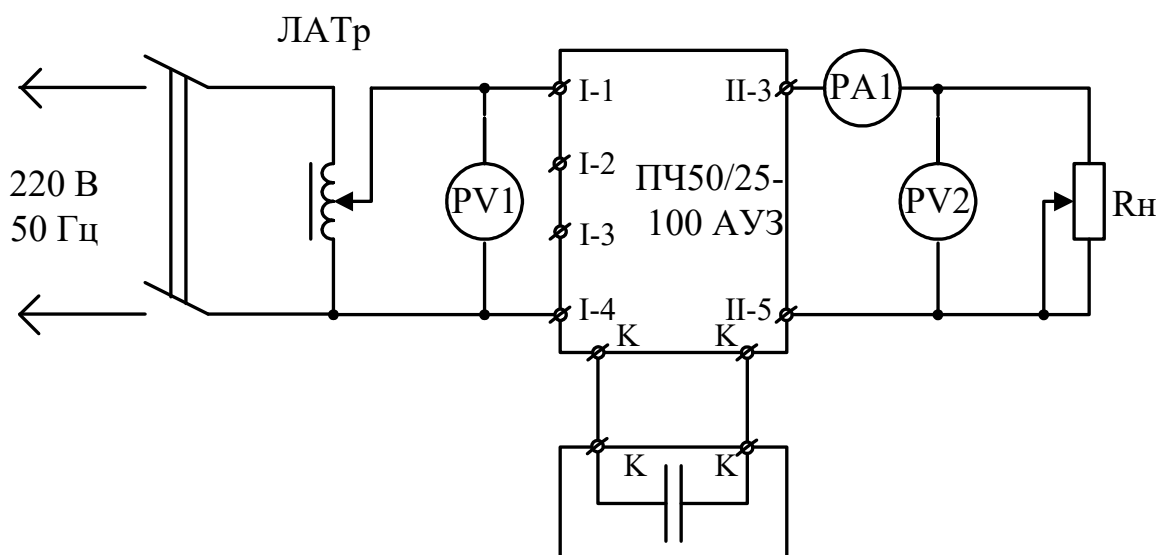 ЛАТр
220 В
50 Гц
PV1
I-1
I-2
I-3
I-4
II-3
ПЧ50/25-
100 АУЗ
II-5
К
К
PA1
PV2
Rн
К
К